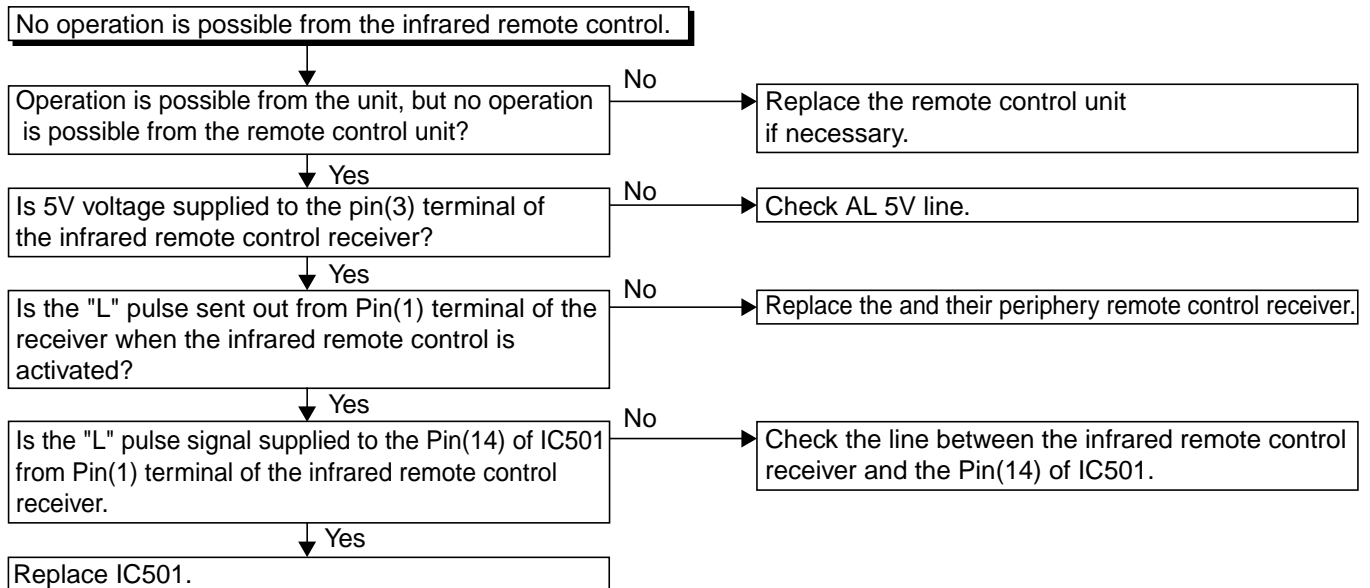 No operation is possible from the infrared remote control.
Operation is possible from the unit, but no operation
is possible from the remote control unit?
No
Replace the remote control unit
if necessary.
Yes
Is 5V voltage supplied to the pin(3) terminal of
the infrared remote control receiver?
No
Check AL 5V line.
Yes
Is the "L" pulse sent out from Pin(1) terminal of the
receiver when the infrared remote control is
activated?
No
Replace the and their periphery remote control receiver.
Yes
Is the "L" pulse signal supplied to the Pin(14) of IC501
from Pin(1) terminal of the infrared remote control
receiver.
No
Check the line between the infrared remote control
receiver and the Pin(14) of IC501.
Yes
Replace IC501.